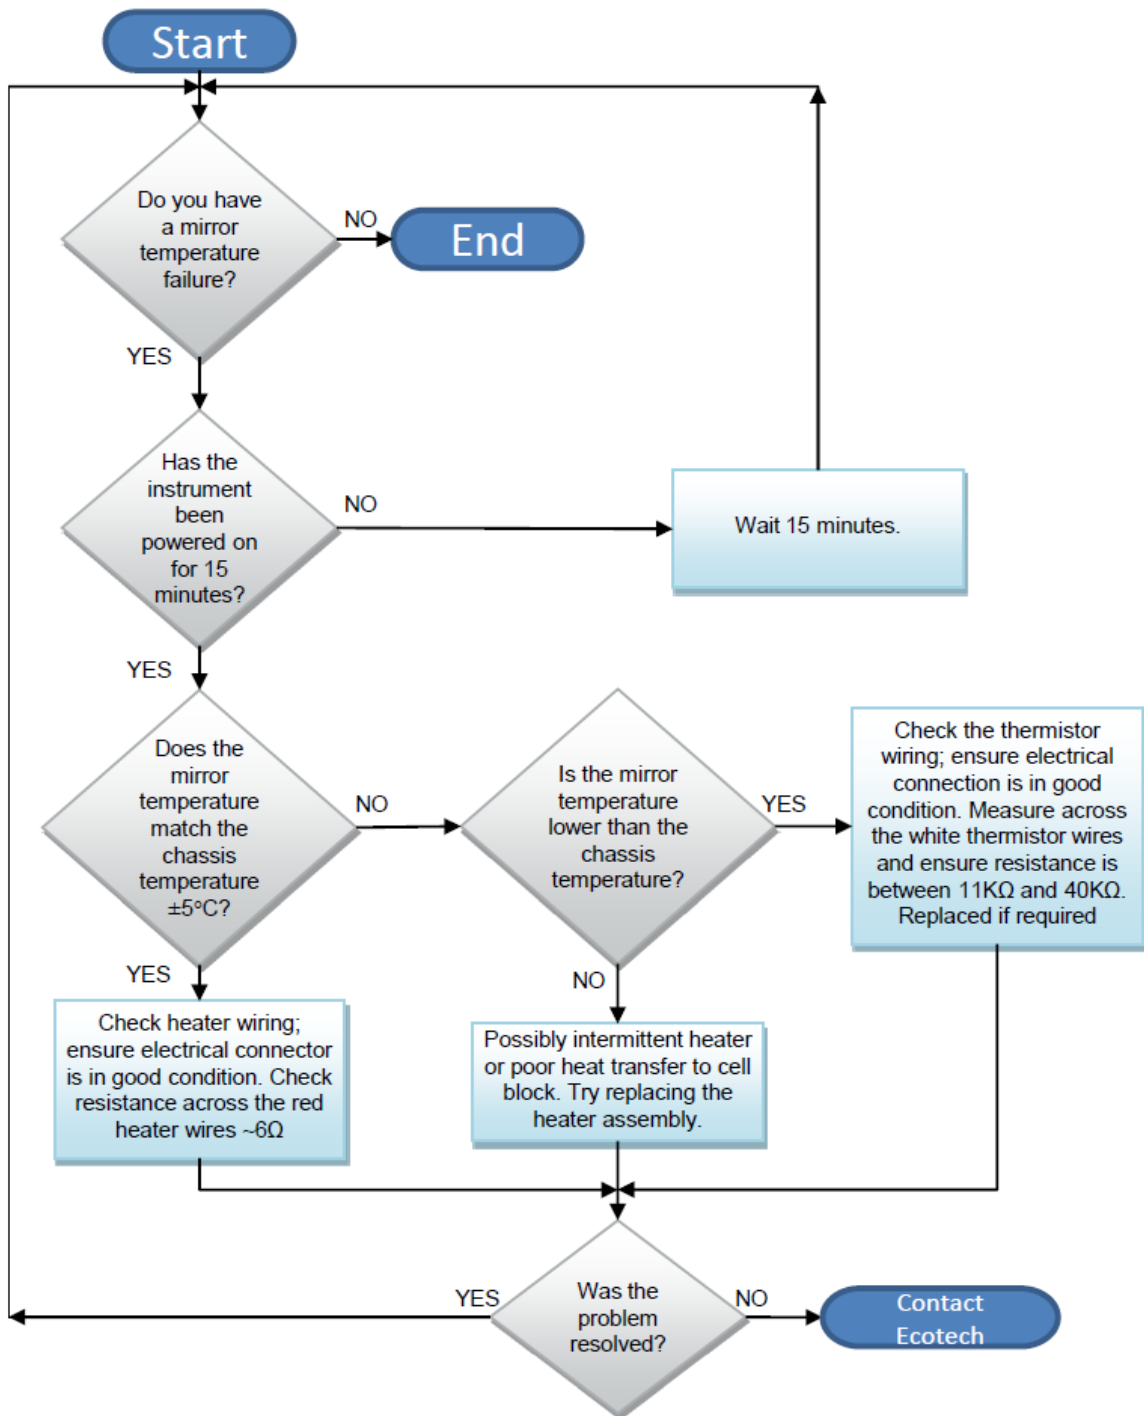 Start
Do you have
a mirror
temperature
failure?
NO
End
YES
Has the
instrument
been
powered on
for 15
minutes?
NO
Wait 15 minutes.
YES
Does the
mirror
temperature
match the
chassis
temperature
±5°C?
NO
Is the mirror
temperature
lower than the
chassis
temperature?
YES
Check the thermistor
wiring; ensure electrical
connection is in good
condition. Measure across
the white thermistor wires
and ensure resistance is
between 11KΩ and 40KΩ.
Replaced if required
YES
Check heater wiring;
ensure electrical connector
is in good condition. Check
resistance across the red
heater wires ~6Ω
NO
Possibly intermittent heater
or poor heat transfer to cell
block. Try replacing the
heater assembly.
Was the
problem
resolved?
YES
NO
Contact
Ecotech